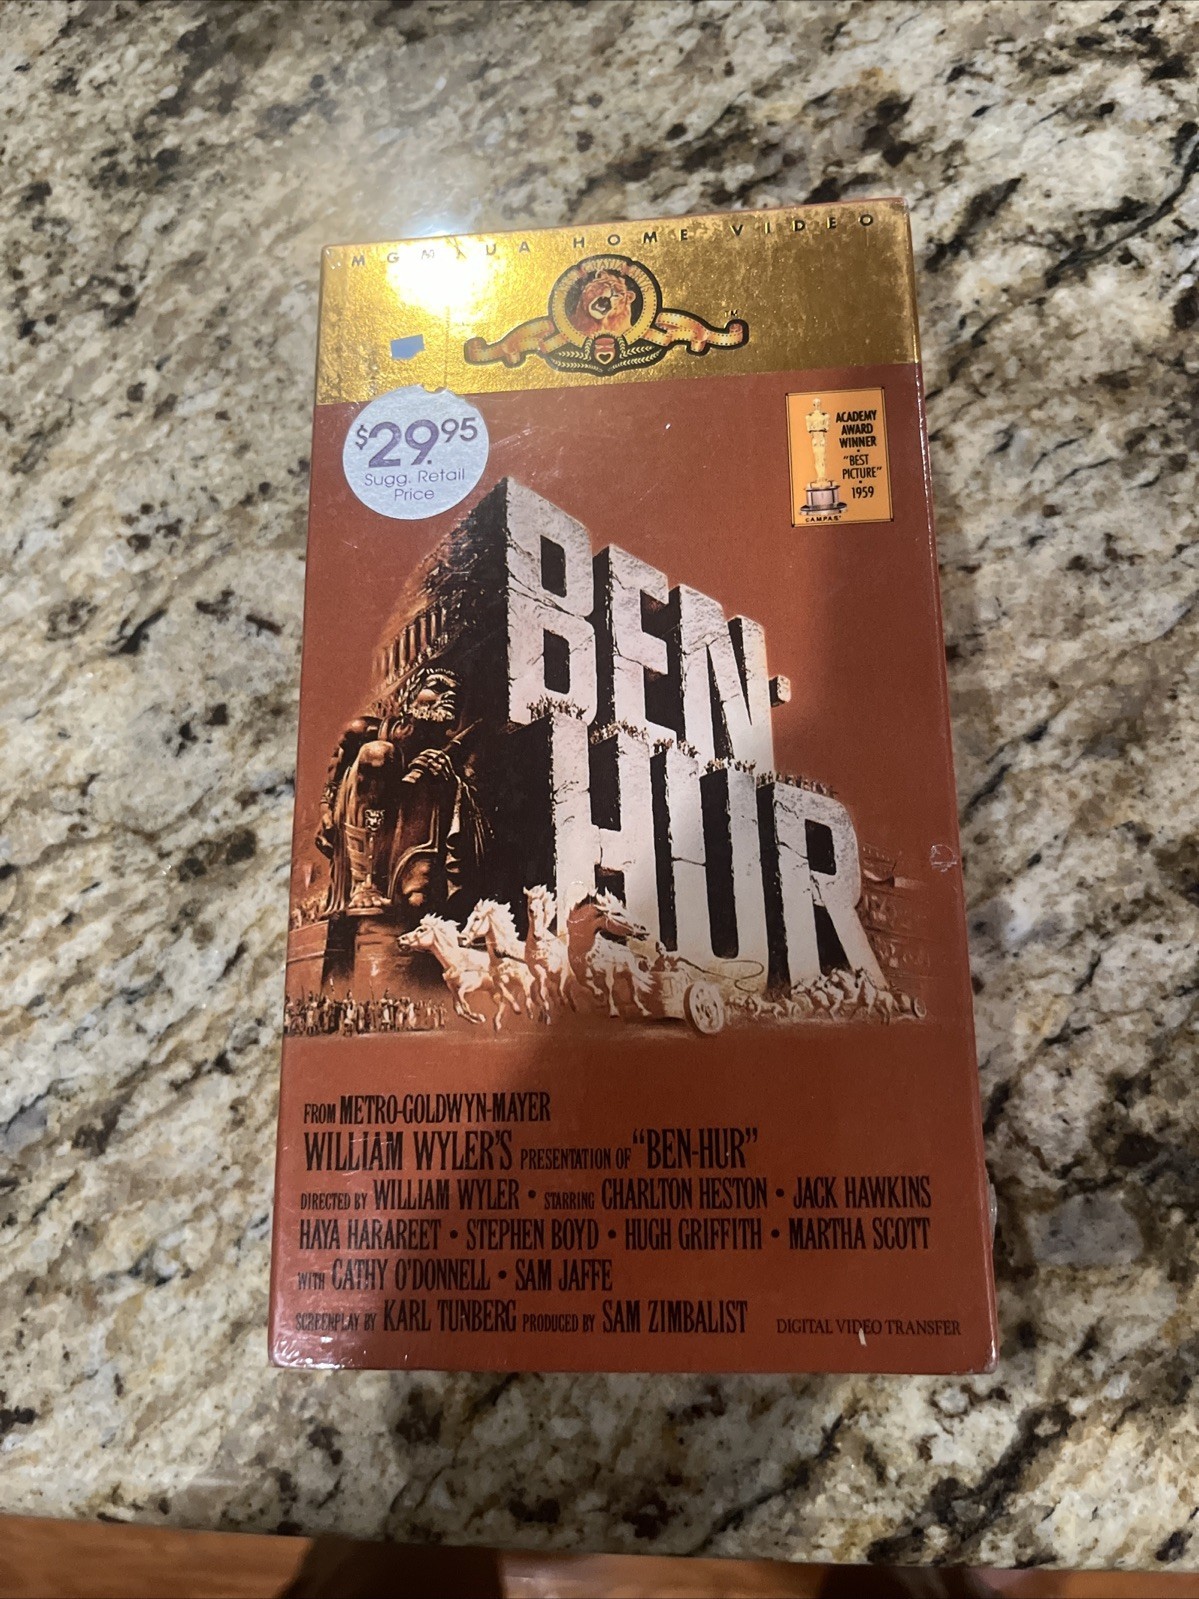 MGM/UA HOME VIDEO
TM
$29.95
Sugg. Retail
Price
ACADEMY
AWARD
WINNER
•
"BEST
PICTURE"
•
1959
©A.M.P.A.S.®
BEN-
HUR
FROM METRO-GOLDWYN-MAYER
WILLIAM WYLER'S PRESENTATION OF "BEN-HUR"
DIRECTED BY WILLIAM WYLER • STARRING CHARLTON HESTON • JACK HAWKINS
HAYA HARAREET • STEPHEN BOYD • HUGH GRIFFITH • MARTHA SCOTT
WITH CATHY O'DONNELL • SAM JAFFE
SCREENPLAY BY KARL TUNBERG PRODUCED BY SAM ZIMBALIST
DIGITAL VIDEO TRANSFER